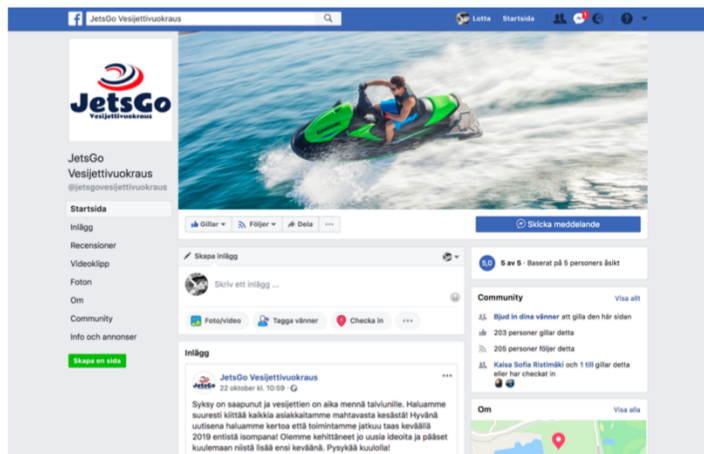 JetsGo Vesijettivuokraus
Lotta Startsida
1
JetsGo
Vesijettivuokraus
JetsGo
Vesijettivuokraus
@jetsgovesijettivuokraus
Startsida
Inlägg
Recensioner
Videoklipp
Foton
Om
Community
Info och annonser
Skapa en sida
Kawasaki
Gillar
Följer
Dela
Skicka meddelande
Skapa inlägg
Skriv ett inlägg ...
Foto/video
Tagga vänner
Checka in
Inlägg
JetsGo
JetsGo Vesijettivuokraus
22 oktober kl. 10:59 ·
Syksy on saapunut ja vesijettien on aika mennä talviunille. Haluamme
suuresti kiittää kaikkia asiakkaitamme mahtavasta kesästä! Hyvänä
uutisena haluamme kertoa että toimintamme jatkuu taas keväällä
2019 entistä isompana! Olemme kehittäneet jo uusia ideoita ja pääset
kuulemaan niistä lisää ensi keväänä. Pysykää kuulolla!
5,0 5 av 5 · Baserat på 5 personers åsikt
Community Visa allt
Bjud in dina vänner att gilla den här sidan
203 personer gillar detta
205 personer följer detta
Kaisa Sofia Ristimäki och 1 till gillar detta
eller har checkat in
Om Visa alla